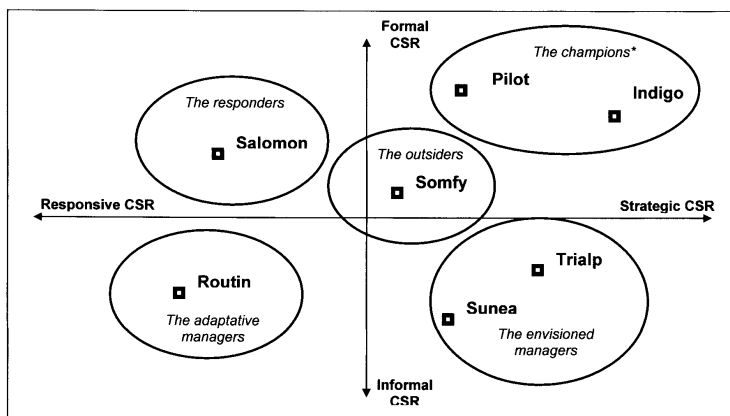 Formal
CSR
The champions*
Pilot
Indigo
The responders
Salomon
The outsiders
Somfy
Responsive CSR
Strategic CSR
Trialp
Routin
Sunea
The adaptative
managers
The envisioned
managers
Informal
CSR